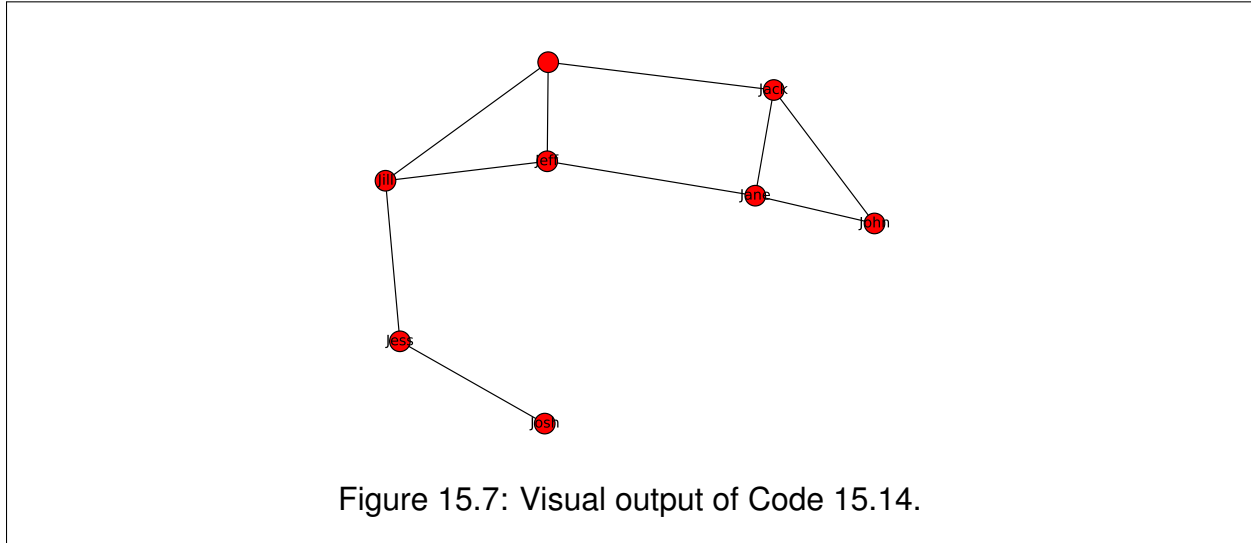 Jack
Jeff
Jill
Jane
John
Jess
Josh
Figure 15.7: Visual output of Code 15.14.